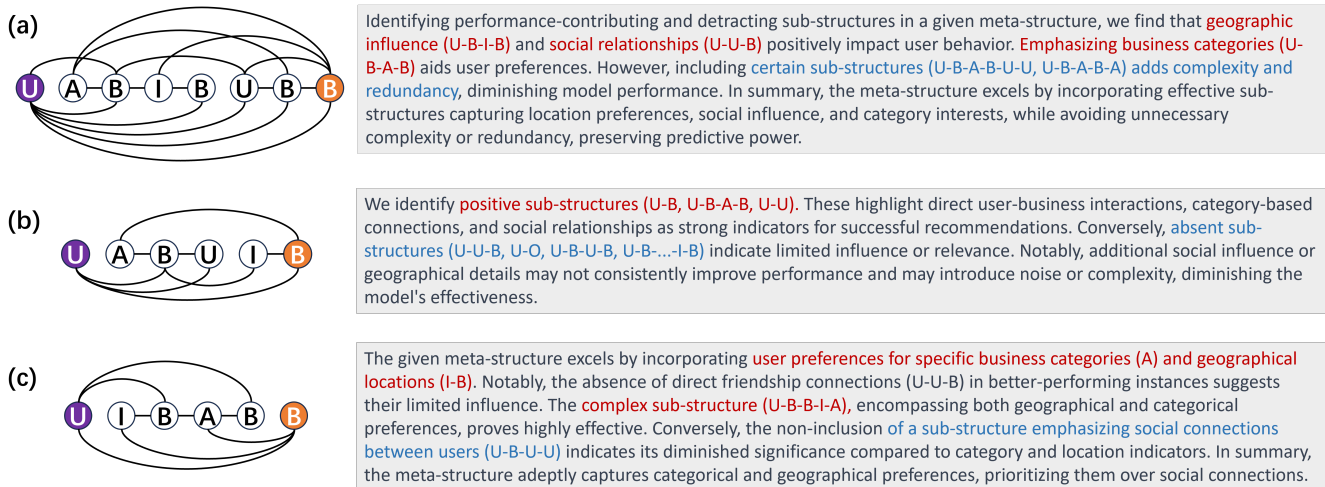 (a)
U A B I B U B B
Identifying performance-contributing and detracting sub-structures in a given meta-structure, we find that geographic
influence (U-B-I-B) and social relationships (U-U-B) positively impact user behavior. Emphasizing business categories (U-
B-A-B) aids user preferences. However, including certain sub-structures (U-B-A-B-U-U, U-B-A-B-A) adds complexity and
redundancy, diminishing model performance. In summary, the meta-structure excels by incorporating effective sub-
structures capturing location preferences, social influence, and category interests, while avoiding unnecessary
complexity or redundancy, preserving predictive power.
(b)
U A B U I B
We identify positive sub-structures (U-B, U-B-A-B, U-U). These highlight direct user-business interactions, category-based
connections, and social relationships as strong indicators for successful recommendations. Conversely, absent sub-
structures (U-U-B, U-O, U-B-U-B, U-B-...-I-B) indicate limited influence or relevance. Notably, additional social influence or
geographical details may not consistently improve performance and may introduce noise or complexity, diminishing the
model's effectiveness.
(c)
U I B A B B
The given meta-structure excels by incorporating user preferences for specific business categories (A) and geographical
locations (I-B). Notably, the absence of direct friendship connections (U-U-B) in better-performing instances suggests
their limited influence. The complex sub-structure (U-B-B-I-A), encompassing both geographical and categorical
preferences, proves highly effective. Conversely, the non-inclusion of a sub-structure emphasizing social connections
between users (U-B-U-U) indicates its diminished significance compared to category and location indicators. In summary,
the meta-structure adeptly captures categorical and geographical preferences, prioritizing them over social connections.